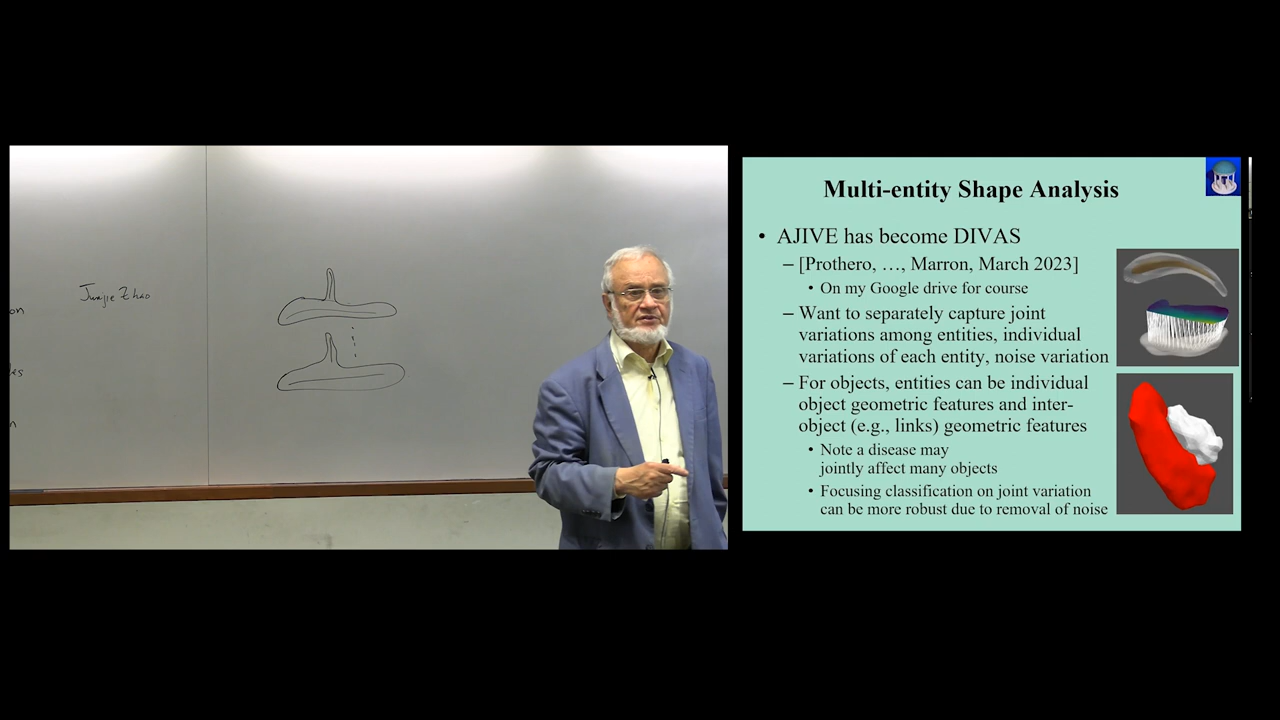 on
Junjie Zhao
les
n
Multi-entity Shape Analysis
• AJIVE has become DIVAS
– [Prothero, …, Marron, March 2023]
• On my Google drive for course
– Want to separately capture joint
variations among entities, individual
variations of each entity, noise variation
– For objects, entities can be individual
object geometric features and inter-
object (e.g., links) geometric features
• Note a disease may
jointly affect many objects
• Focusing classification on joint variation
can be more robust due to removal of noise